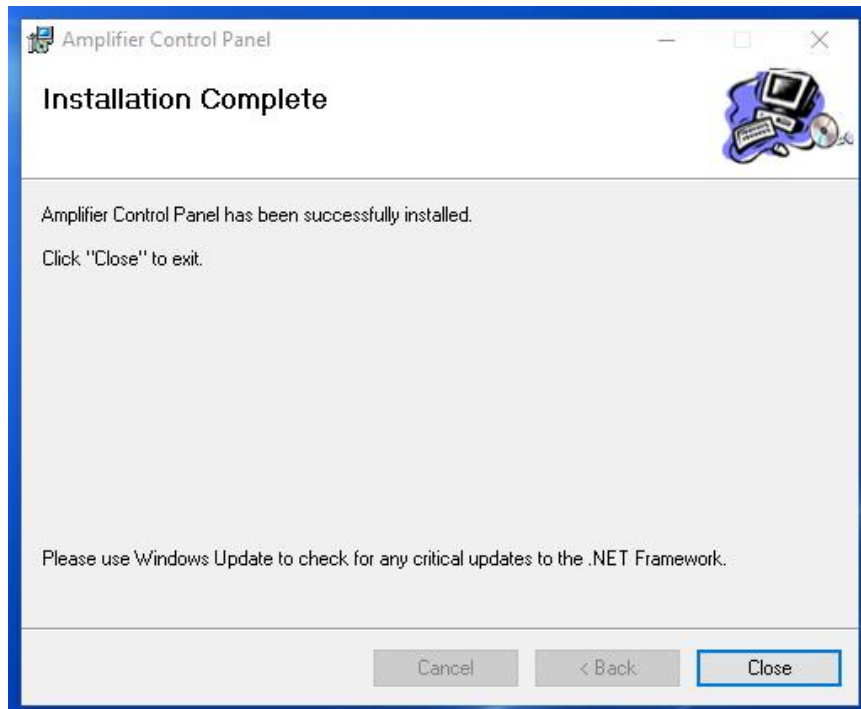 Amplifier Control Panel
Installation Complete
Amplifier Control Panel has been successfully installed.
Click "Close" to exit.
Please use Windows Update to check for any critical updates to the .NET Framework.
Cancel
< Back
Close